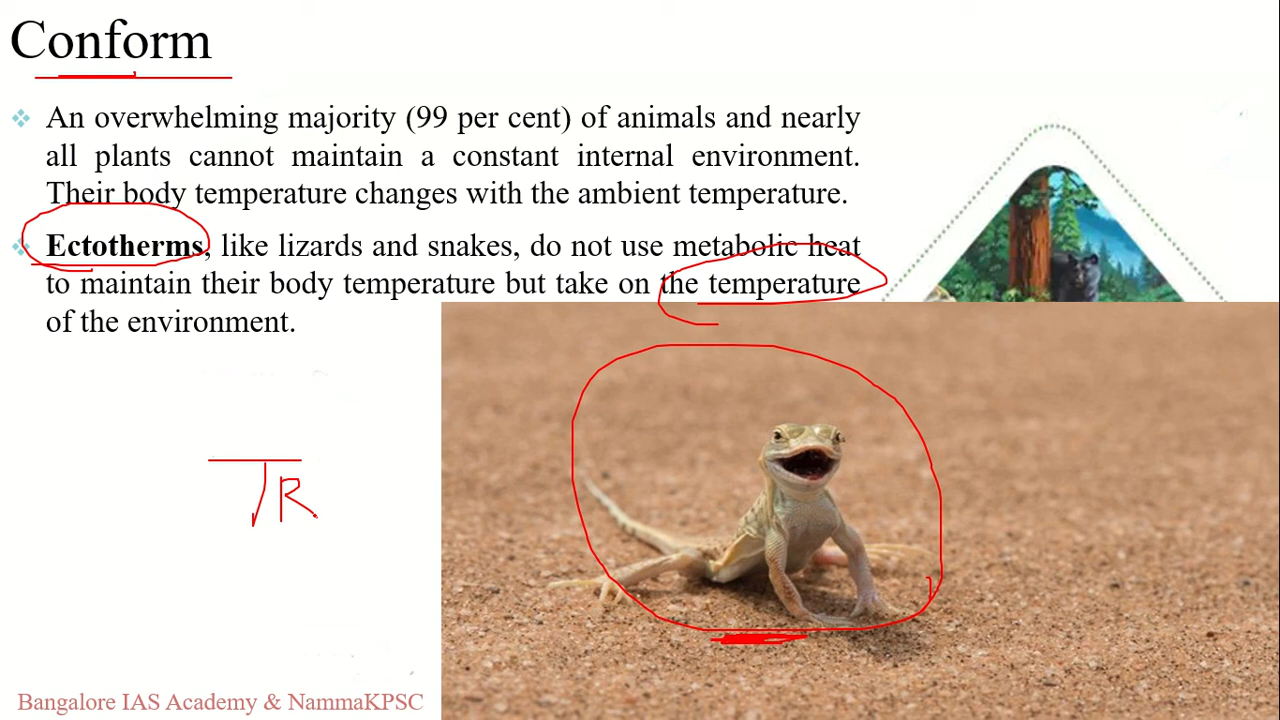 Conform
An overwhelming majority (99 per cent) of animals and nearly
all plants cannot maintain a constant internal environment.
Their body temperature changes with the ambient temperature.
Ectotherms, like lizards and snakes, do not use metabolic heat
to maintain their body temperature but take on the temperature
of the environment.
TR
Bangalore IAS Academy & NammaKPSC